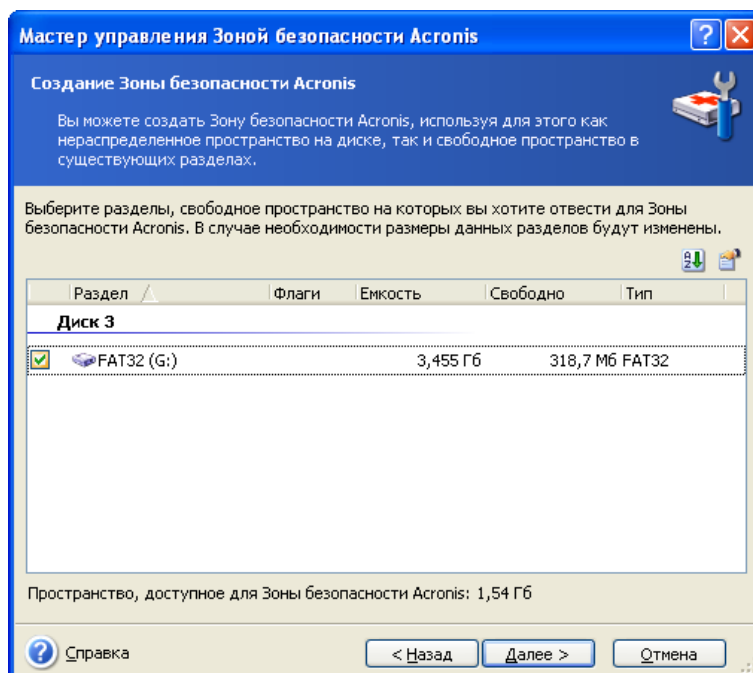 Мастер управления Зоной безопасности Acronis
Создание Зоны безопасности Acronis
Вы можете создать Зону безопасности Acronis, используя для этого как
нераспределенное пространство на диске, так и свободное пространство в
существующих разделах.
Выберите разделы, свободное пространство на которых вы хотите отвести для Зоны
безопасности Acronis. В случае необходимости размеры данных разделов будут изменены.
Раздел Флаги Емкость Свободно Тип
Диск 3
FAT32 (G:) 3,455 Гб 318,7 Мб FAT32
Пространство, доступное для Зоны безопасности Acronis: 1,54 Гб
Справка < Назад Далее > Отмена